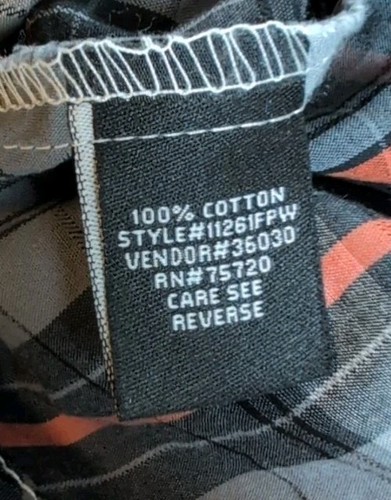 100% COTTON
STYLE#11261FPW
VENDOR#36030
RN#75720
CARE SEE
REVERSE